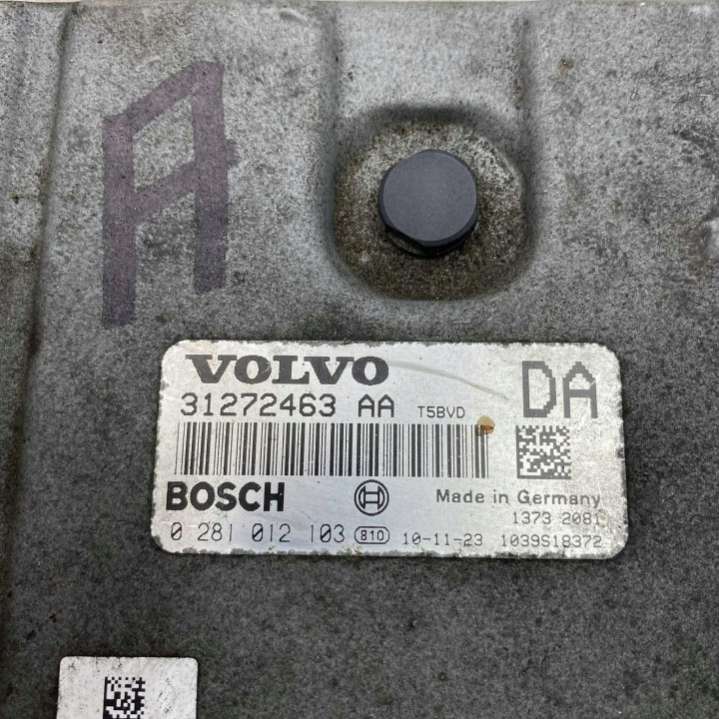 A
VOLVO
31272463 AA T5BVD DA
BOSCH
Made in Germany
1373 2081
0 281 012 103 810 10-11-23 1039S18372